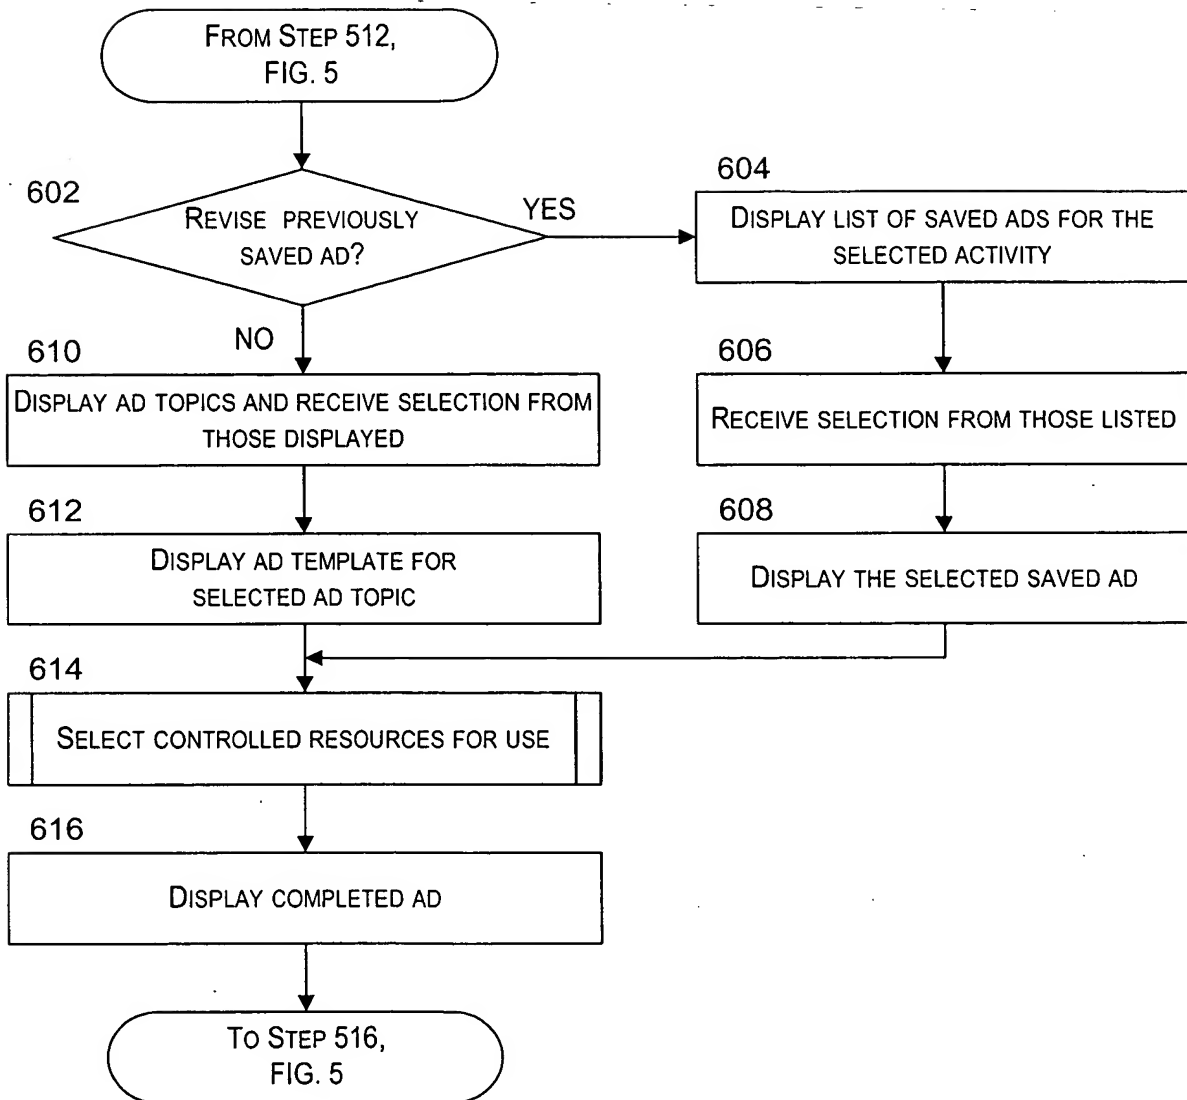 FROM STEP 512,
FIG. 5
602
REVISE PREVIOUSLY
SAVED AD?
YES
NO
604
DISPLAY LIST OF SAVED ADS FOR THE
SELECTED ACTIVITY
606
RECEIVE SELECTION FROM THOSE LISTED
608
DISPLAY THE SELECTED SAVED AD
610
DISPLAY AD TOPICS AND RECEIVE SELECTION FROM
THOSE DISPLAYED
612
DISPLAY AD TEMPLATE FOR
SELECTED AD TOPIC
614
SELECT CONTROLLED RESOURCES FOR USE
616
DISPLAY COMPLETED AD
TO STEP 516,
FIG. 5